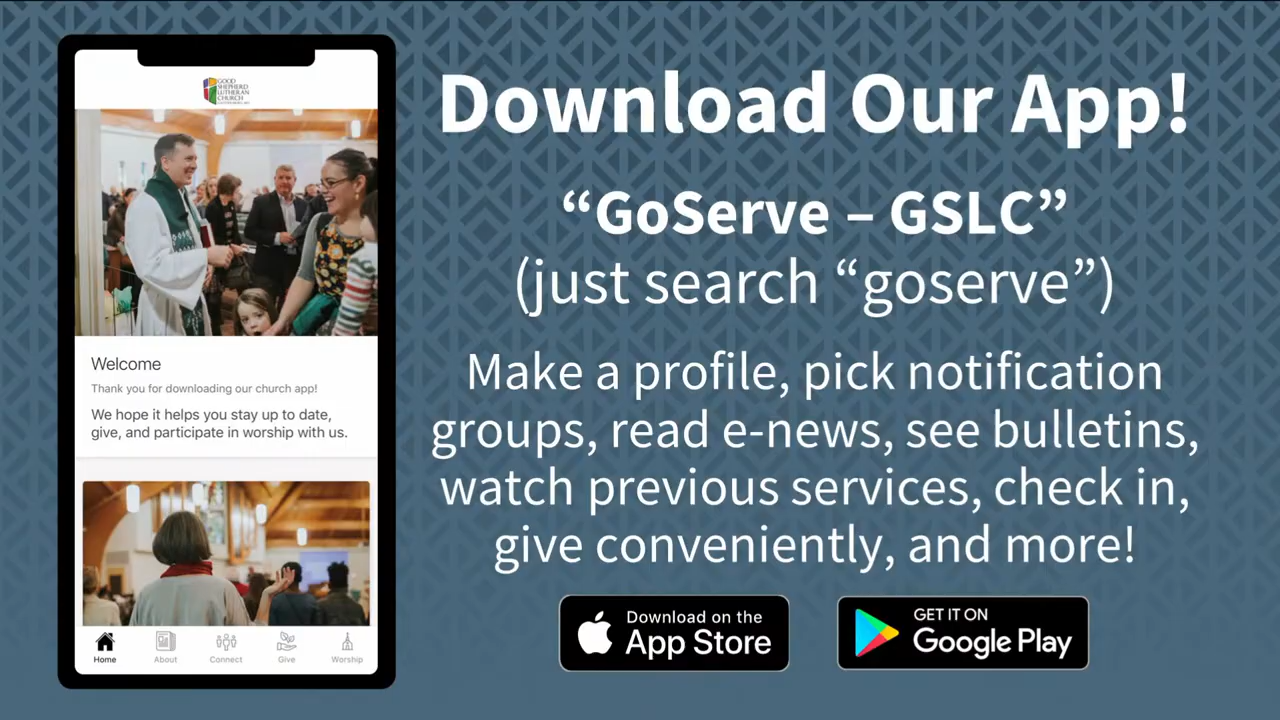 GOOD
SHEPHERD
LUTHERAN
CHURCH
Welcome
Thank you for downloading our church app!
We hope it helps you stay up to date,
give, and participate in worship with us.
Home
About
Connect
Give
Worship
Download Our App!
“GoServe – GSLC”
(just search “goserve”)
Make a profile, pick notification
groups, read e-news, see bulletins,
watch previous services, check in,
give conveniently, and more!
Download on the
App Store
GET IT ON
Google Play